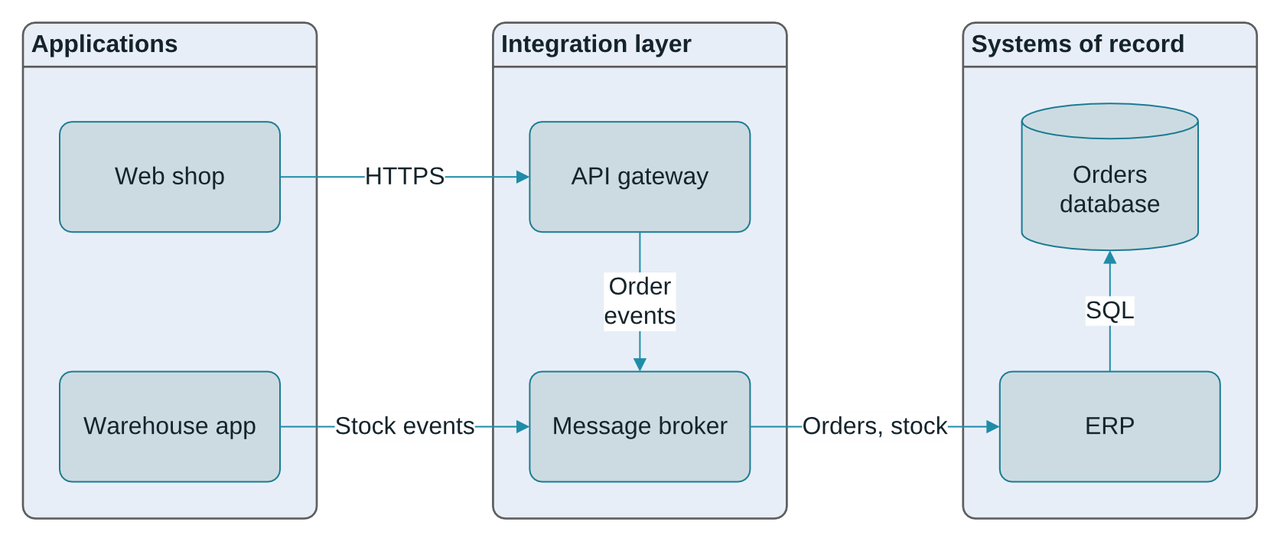 Applications
Integration layer
Systems of record
Web shop
HTTPS
API gateway
Orders
database
Order
events
SQL
Warehouse app
Stock events
Message broker
Orders, stock
ERP